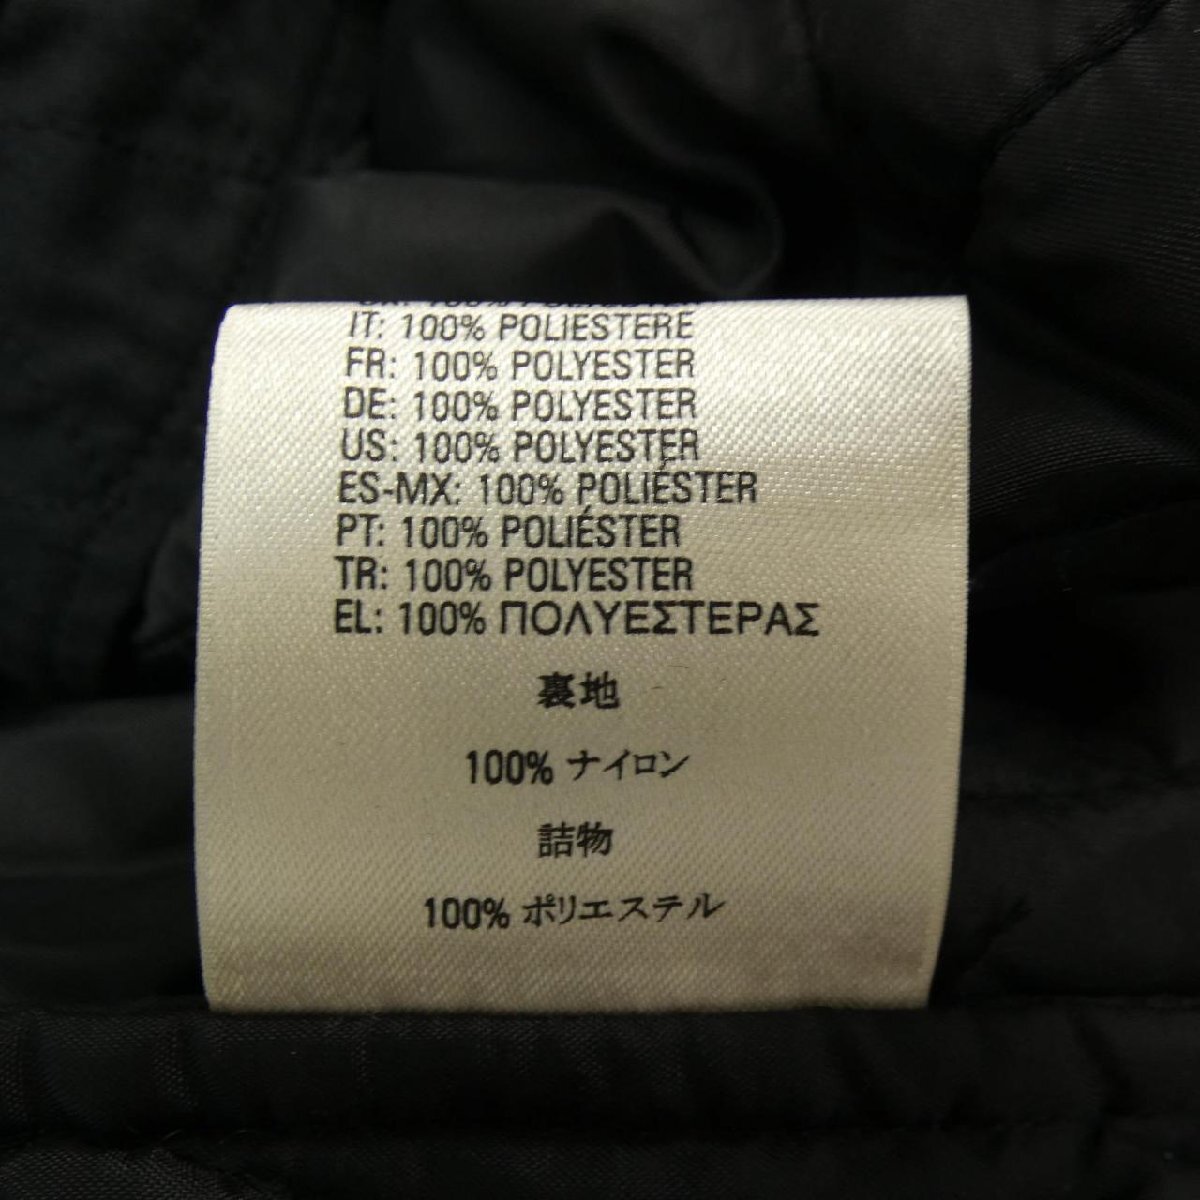 100% POLIESTER
IT: 100% POLIESTERE
FR: 100% POLYESTER
DE: 100% POLYESTER
US: 100% POLYESTER
ES-MX: 100% POLIÉSTER
PT: 100% POLIÉSTER
TR: 100% POLYESTER
EL: 100% ΠΟΛΥΕΣΤΕΡΑΣ
裏地
100% ナイロン
詰物
100% ポリエステル